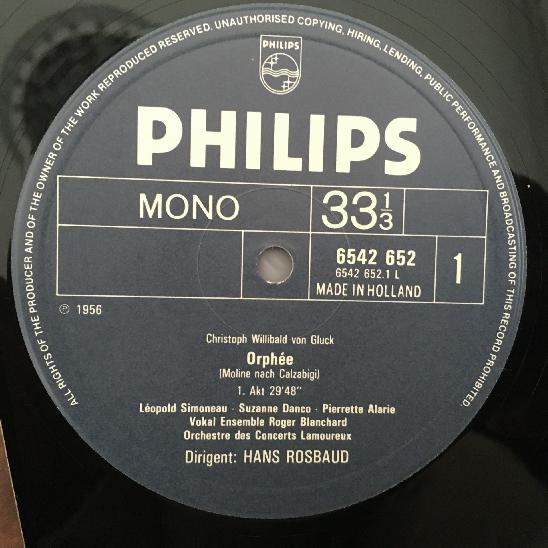 ALL RIGHTS OF THE PRODUCER AND OF THE OWNER OF THE WORK REPRODUCED RESERVED. UNAUTHORISED COPYING, HIRING, LENDING, PUBLIC PERFORMANCE AND BROADCASTING OF THIS RECORD PROHIBITED.
PHILIPS
PHILIPS
MONO
33 1/3
6542 652
6542 652.1 L
MADE IN HOLLAND
1
℗ 1956
Christoph Willibald von Gluck
Orphée
(Moline nach Calzabigi)
1. Akt 29'48"
Léopold Simoneau · Suzanne Danco · Pierrette Alarie
Vokal Ensemble Roger Blanchard
Orchestre des Concerts Lamoureux
Dirigent: HANS ROSBAUD